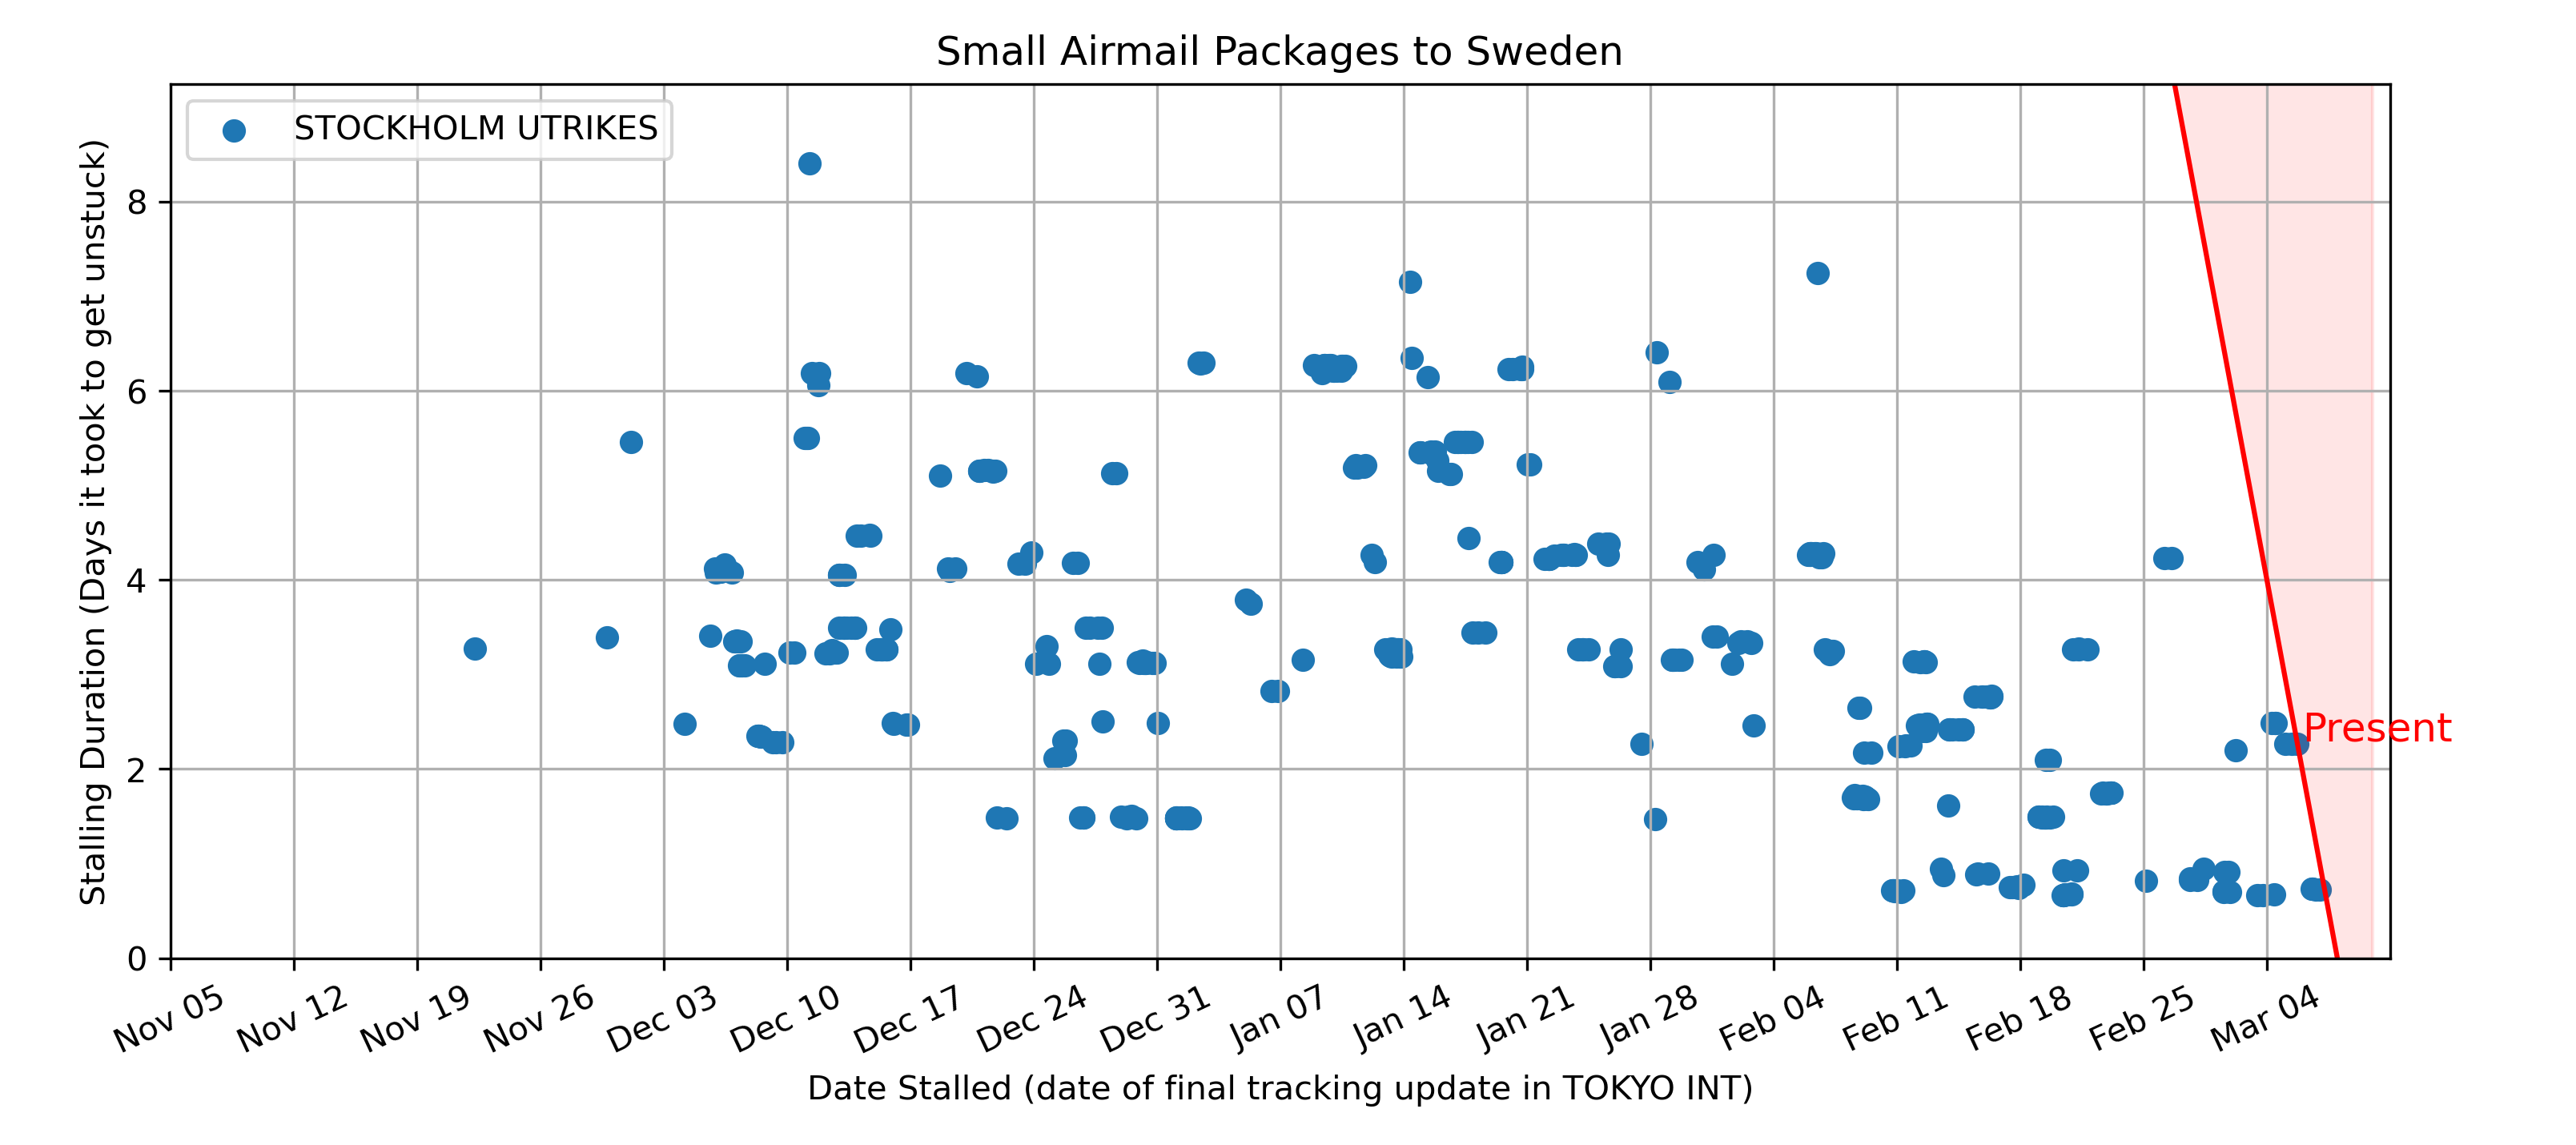 Small Airmail Packages to Sweden
STOCKHOLM UTRIKES
Stalling Duration (Days it took to get unstuck)
8
6
4
2
0
Present
Nov 05
Nov 12
Nov 19
Nov 26
Dec 03
Dec 10
Dec 17
Dec 24
Dec 31
Jan 07
Jan 14
Jan 21
Jan 28
Feb 04
Feb 11
Feb 18
Feb 25
Mar 04
Date Stalled (date of final tracking update in TOKYO INT)